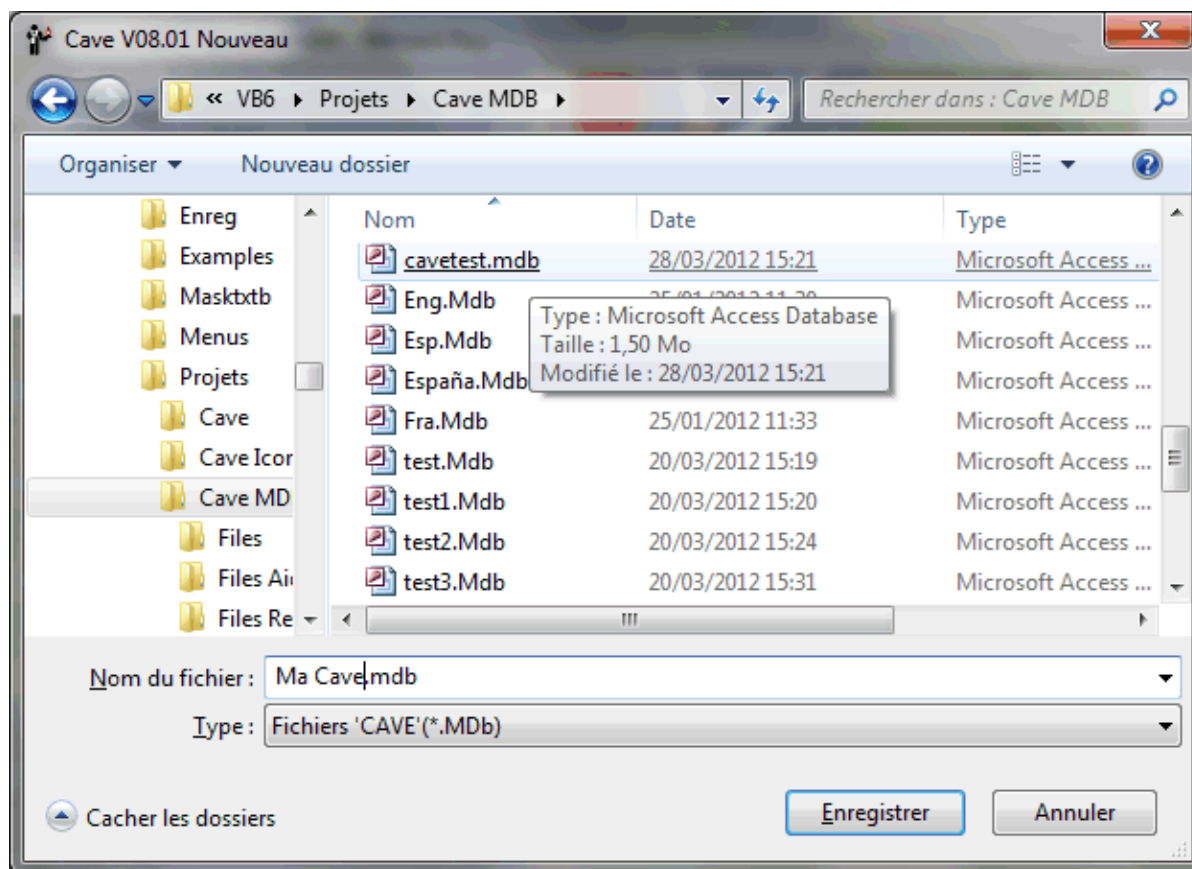 Cave V08.01 Nouveau
« VB6 Projets Cave MDB Rechercher dans : Cave MDB
Organiser Nouveau dossier
Enreg
Examples
Masktxtb
Menus
Projets
Cave
Cave Icor
Cave MD
Files
Files Ai
Files Re
Nom Date Type
cavetest.mdb 28/03/2012 15:21 Microsoft Access ...
Eng.Mdb Microsoft Access ...
Esp.Mdb Microsoft Access ...
España.Mdb Microsoft Access ...
Fra.Mdb 25/01/2012 11:33 Microsoft Access ...
test.Mdb 20/03/2012 15:19 Microsoft Access ...
test1.Mdb 20/03/2012 15:20 Microsoft Access ...
test2.Mdb 20/03/2012 15:24 Microsoft Access ...
test3.Mdb 20/03/2012 15:31 Microsoft Access ...
Type : Microsoft Access Database
Taille : 1,50 Mo
Modifié le : 28/03/2012 15:21
Nom du fichier : Ma Cave.mdb
Type : Fichiers 'CAVE'(*.MDb)
Cacher les dossiers Enregistrer Annuler